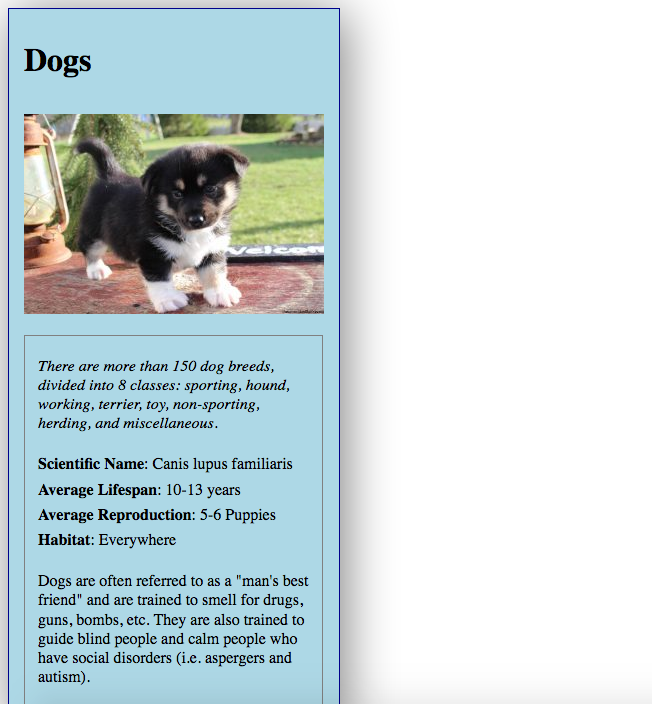 Dogs
Welcom
There are more than 150 dog breeds,
divided into 8 classes: sporting, hound,
working, terrier, toy, non-sporting,
herding, and miscellaneous.
Scientific Name: Canis lupus familiaris
Average Lifespan: 10-13 years
Average Reproduction: 5-6 Puppies
Habitat: Everywhere
Dogs are often referred to as a "man's best
friend" and are trained to smell for drugs,
guns, bombs, etc. They are also trained to
guide blind people and calm people who
have social disorders (i.e. aspergers and
autism).